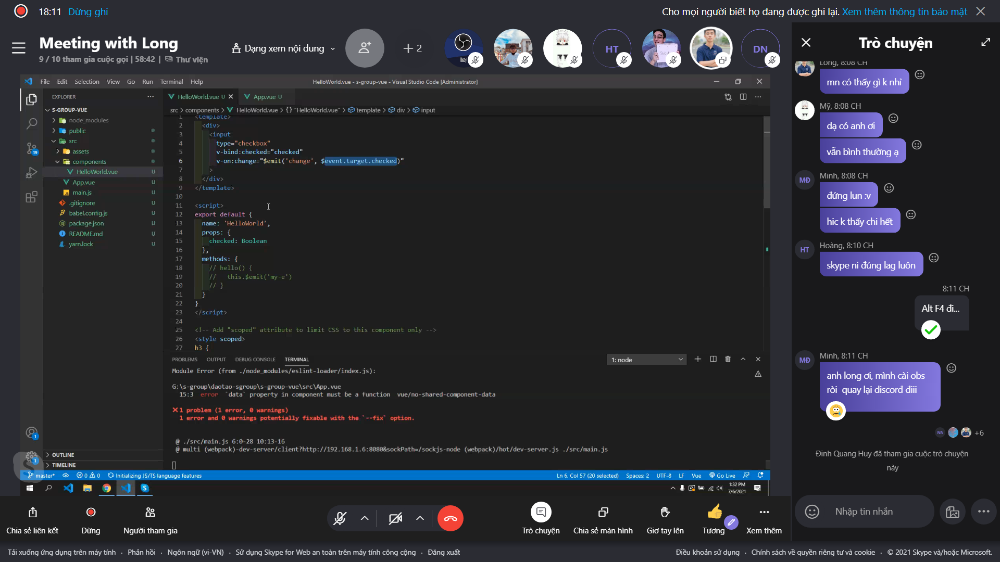 18:11 Dừng ghi
Cho mọi người biết họ đang được ghi lại. Xem thêm thông tin bảo mật
Meeting with Long
9 / 10 tham gia cuộc gọi | 58:42 | Thư viện
Dạng xem nội dung
+ 2
HT
DN
File Edit Selection View Go Run Terminal Help
HelloWorld.vue - s-group-vue - Visual Studio Code [Administrator]
EXPLORER
S-GROUP-VUE
node_modules
public
src
assets
components
HelloWorld.vue U
App.vue U
main.js U
.gitignore U
babel.config.js U
package.json U
README.md U
yarn.lock U
OUTLINE
TIMELINE
19
1
1
HelloWorld.vue U
App.vue U
src > components > HelloWorld.vue > {} "HelloWorld.vue" > template > div > input
1 <template>
2 <div>
3 <input
4 type="checkbox"
5 v-bind:checked="checked"
6 v-on:change="$emit('change', $event.target.checked)"
7 >
8 </div>
9 </template>
10
11 <script>
12 export default {
13 name: 'HelloWorld',
14 props: {
15 checked: Boolean
16 },
17 methods: {
18 // hello() {
19 // this.$emit('my-e')
20 // }
21 }
22 }
23 </script>
24
25 <!-- Add "scoped" attribute to limit CSS to this component only -->
26 <style scoped>
27 h3 {
PROBLEMS OUTPUT DEBUG CONSOLE TERMINAL
1: node
Module Error (from ./node_modules/eslint-loader/index.js):
G:\s-group\daotao-sgroup\s-group-vue\src\App.vue
15:3 error `data` property in component must be a function vue/no-shared-component-data
✕ 1 problem (1 error, 0 warnings)
1 error and 0 warnings potentially fixable with the `--fix` option.
@ ./src/main.js 6:0-28 10:13-16
@ multi (webpack)-dev-server/client?http://192.168.1.6:8080&sockPath=/sockjs-node (webpack)/hot/dev-server.js ./src/main.js
master* 0 0 Initializing JS/TS language features
Ln 6, Col 57 (20 selected) Spaces: 2 UTF-8 LF Vue Go Live
1:32 PM
7/6/2021
Trò chuyện
Long, 8:08 CH
mn có thấy gì k nhỉ
Mỹ, 8:08 CH
dạ có anh ơi
vẫn bình thường ạ
MĐ
Minh, 8:08 CH
đứng lun :v
hic k thấy chi hết
HT
Hoàng, 8:10 CH
skype ni đúng lag luôn
8:11 CH
Alt F4 đi...
MĐ
Minh, 8:11 CH
anh long ơi, mình cài obs
ròi quay lại discorđ điii
NN
+6
Đinh Quang Huy đã tham gia cuộc trò chuyện
này
Nhập tin nhắn
Chia sẻ liên kết
Dừng
Người tham gia
Trò chuyện
Chia sẻ màn hình
Giơ tay lên
Tương
Xem thêm
Tải xuống ứng dụng trên máy tính · Phản hồi · Ngôn ngữ (vi-VN) · Sử dụng Skype for Web an toàn trên máy tính công cộng · Đăng xuất
Điều khoản sử dụng · Chính sách về quyền riêng tư và cookie · © 2021 Skype và/hoặc Microsoft.